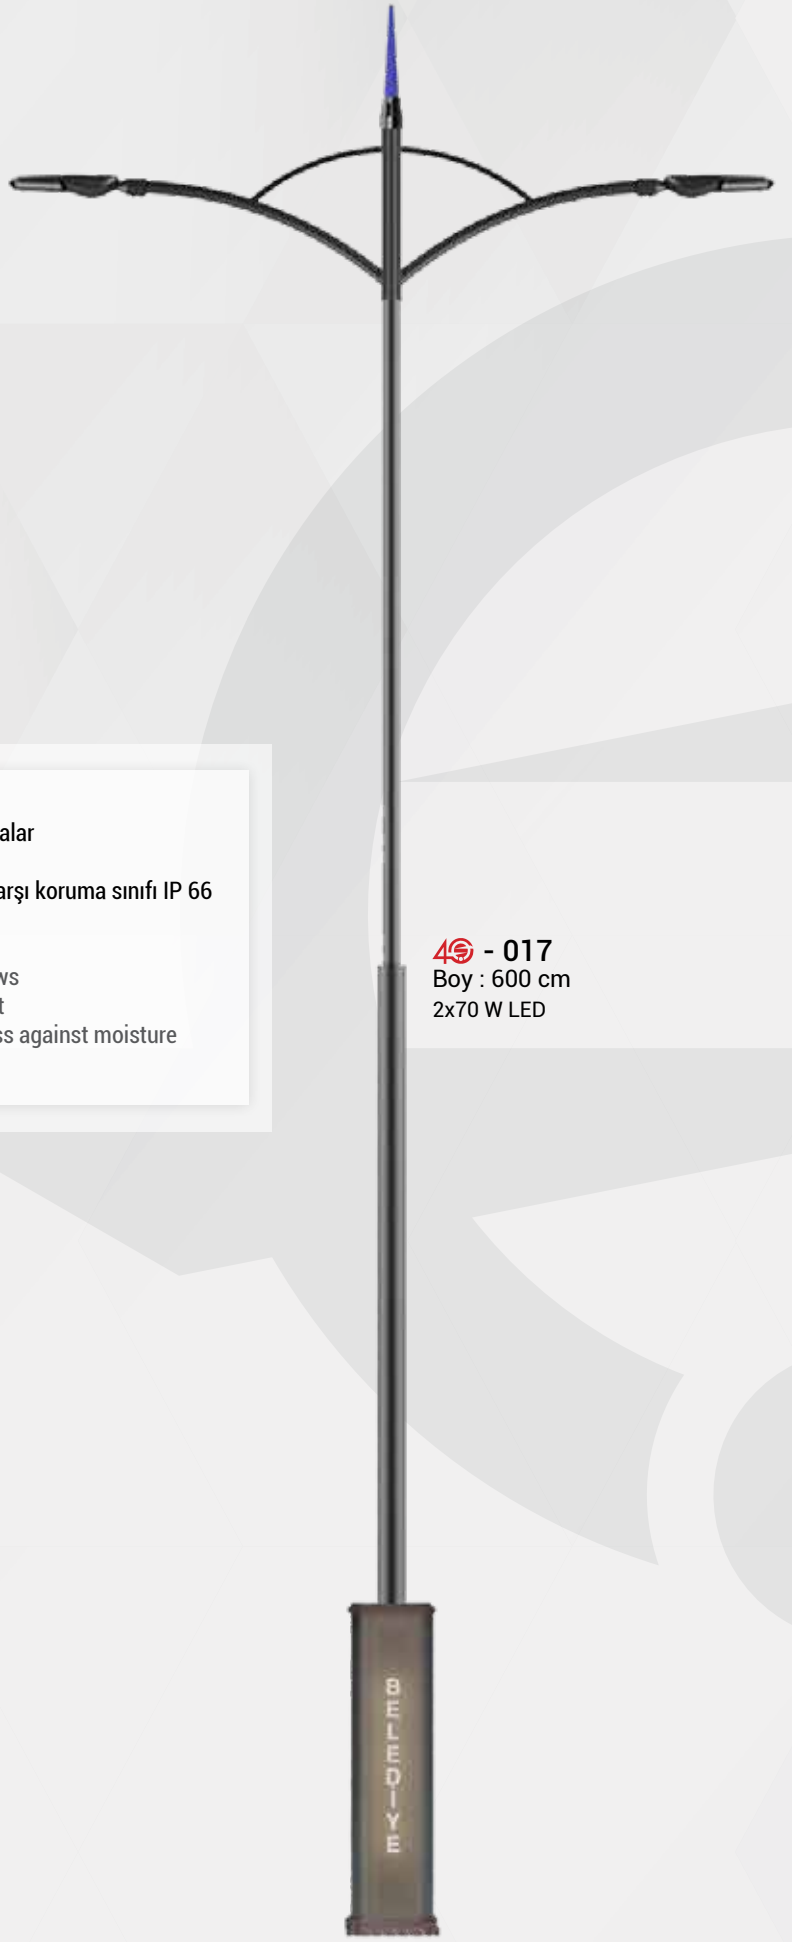 alar
arşı koruma sınıfı IP 66
ws
t
ss against moisture
- 017
Boy : 600 cm
2x70 W LED
BELEDİYE